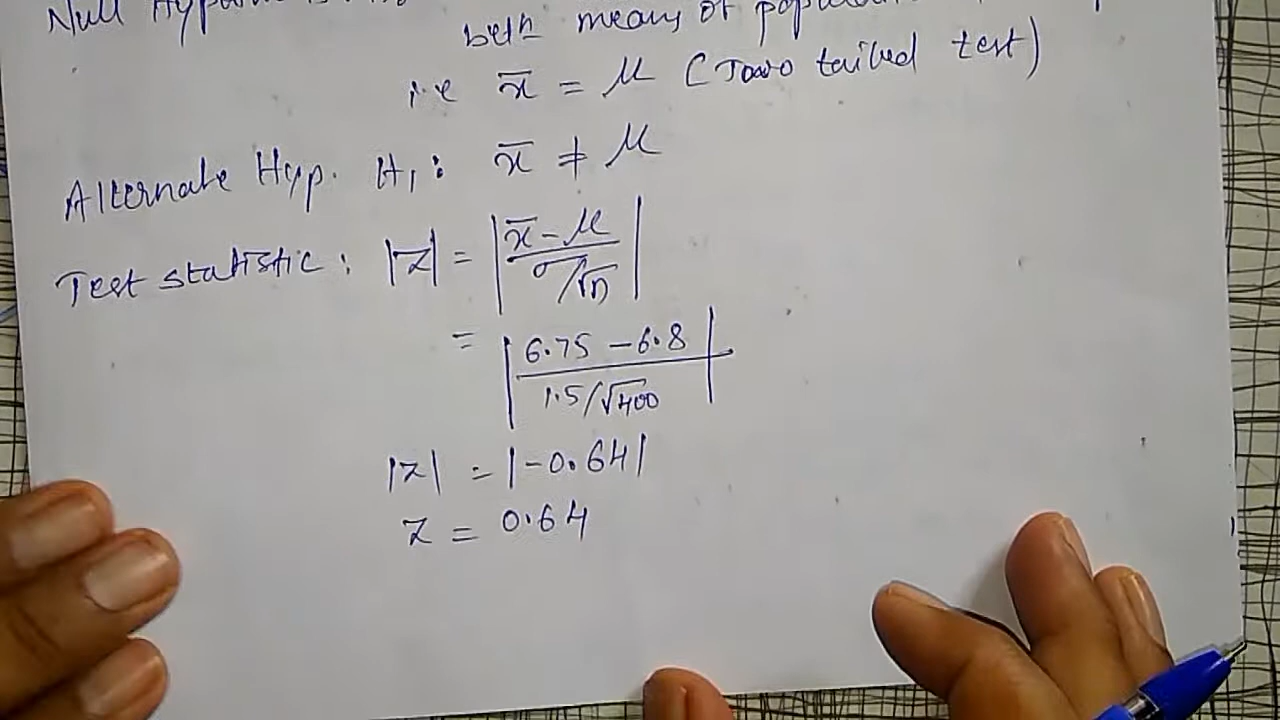 Null
betn means of
i.e x̄ = μ (Two tailed test)
Alternate Hyp. H₁: x̄ ≠ μ
Test statistic: |z| = |(x̄ - μ)/(σ/√n)|
= |(6.75 - 6.8)/(1.5/√400)|
|z| = |-0.64|
z = 0.64